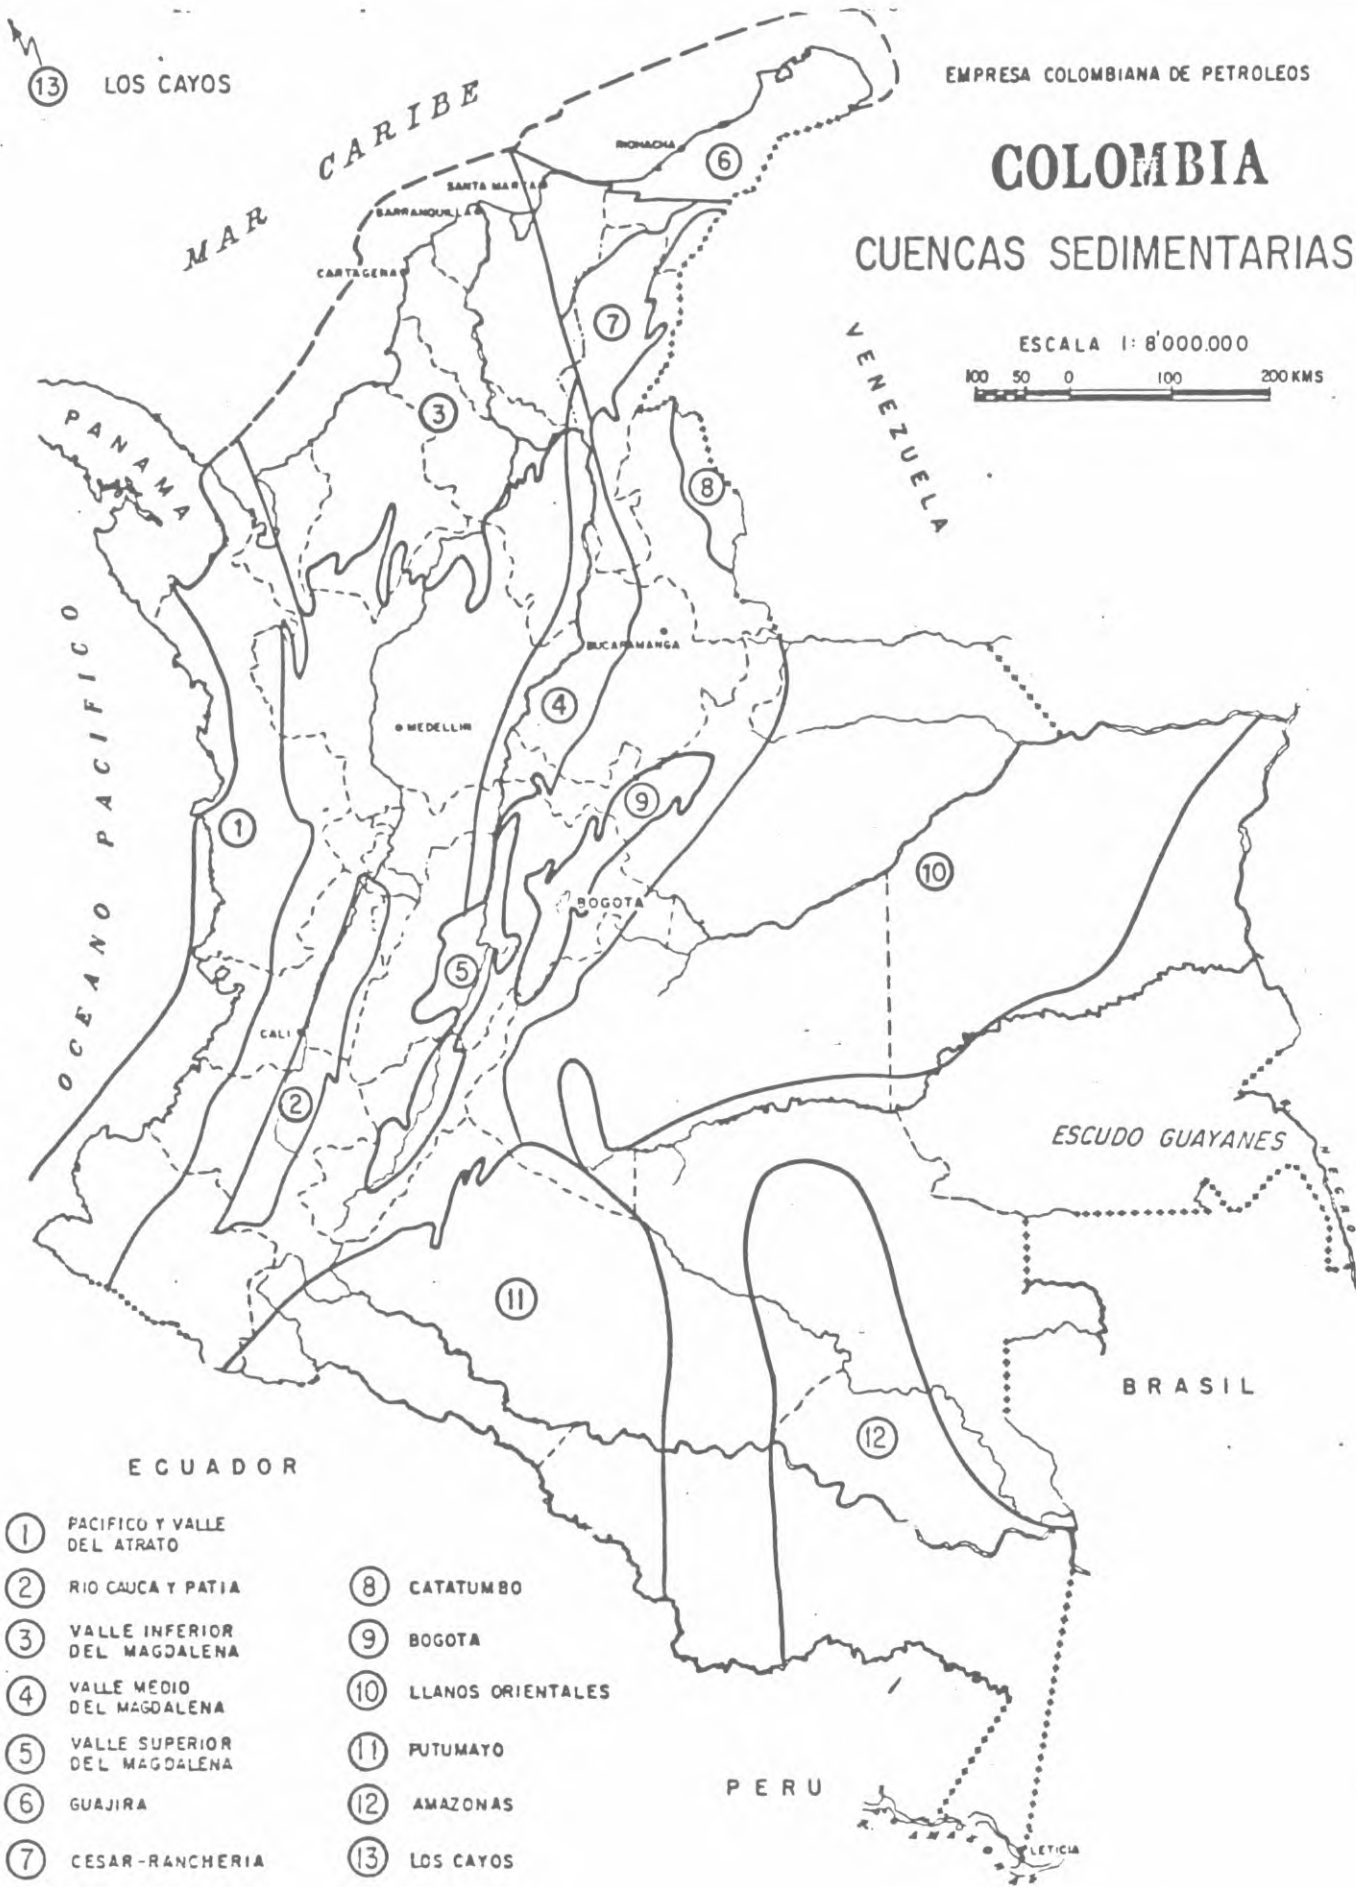 13 LOS CAYOS
EMPRESA COLOMBIANA DE PETROLEOS
COLOMBIA
CUENCAS SEDIMENTARIAS
ESCALA 1: 8'000.000
100 50 0 100 200 KMS
MAR CARIBE
RIOHACHA
6
SANTA MARTA
BARRANQUILLA
CARTAGENA
7
VENEZUELA
PANAMA
3
8
OCEANO PACIFICO
BUCARAMANGA
4
MEDELLIN
9
1
10
BOGOTA
5
CALI
2
ESCUDO GUAYANES
NEGRO
11
BRASIL
12
ECUADOR
1 PACIFICO Y VALLE
DEL ATRATO
2 RIO CAUCA Y PATIA
3 VALLE INFERIOR
DEL MAGDALENA
4 VALLE MEDIO
DEL MAGDALENA
5 VALLE SUPERIOR
DEL MAGDALENA
6 GUAJIRA
7 CESAR-RANCHERIA
8 CATATUMBO
9 BOGOTA
10 LLANOS ORIENTALES
11 PUTUMAYO
12 AMAZONAS
13 LOS CAYOS
PERU
R.
LETICIA